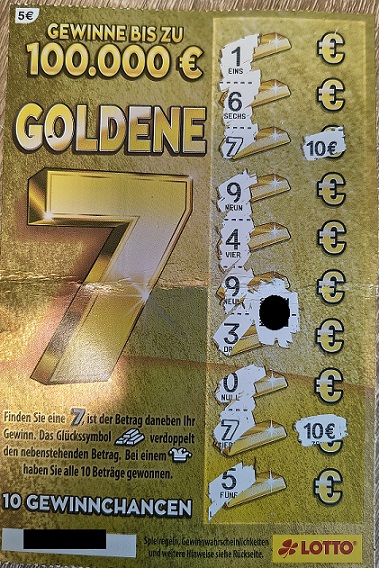 5€
GEWINNE BIS ZU
100.000 €
GOLDENE
7
1
EINS
€
6
SECHS
€
7
10€
9
NEUN
€
4
VIER
€
9
€
3
€
0
NULL
€
7
10€
5
FÜNF
€
Finden Sie eine 7 ist der Betrag daneben Ihr
Gewinn. Das Glückssymbol verdoppelt
den nebenstehenden Betrag. Bei einem
haben Sie alle 10 Beträge gewonnen.
10 GEWINNCHANCEN
Spielregeln, Gewinnwahrscheinlichkeiten
und weitere Hinweise siehe Rückseite.
LOTTO